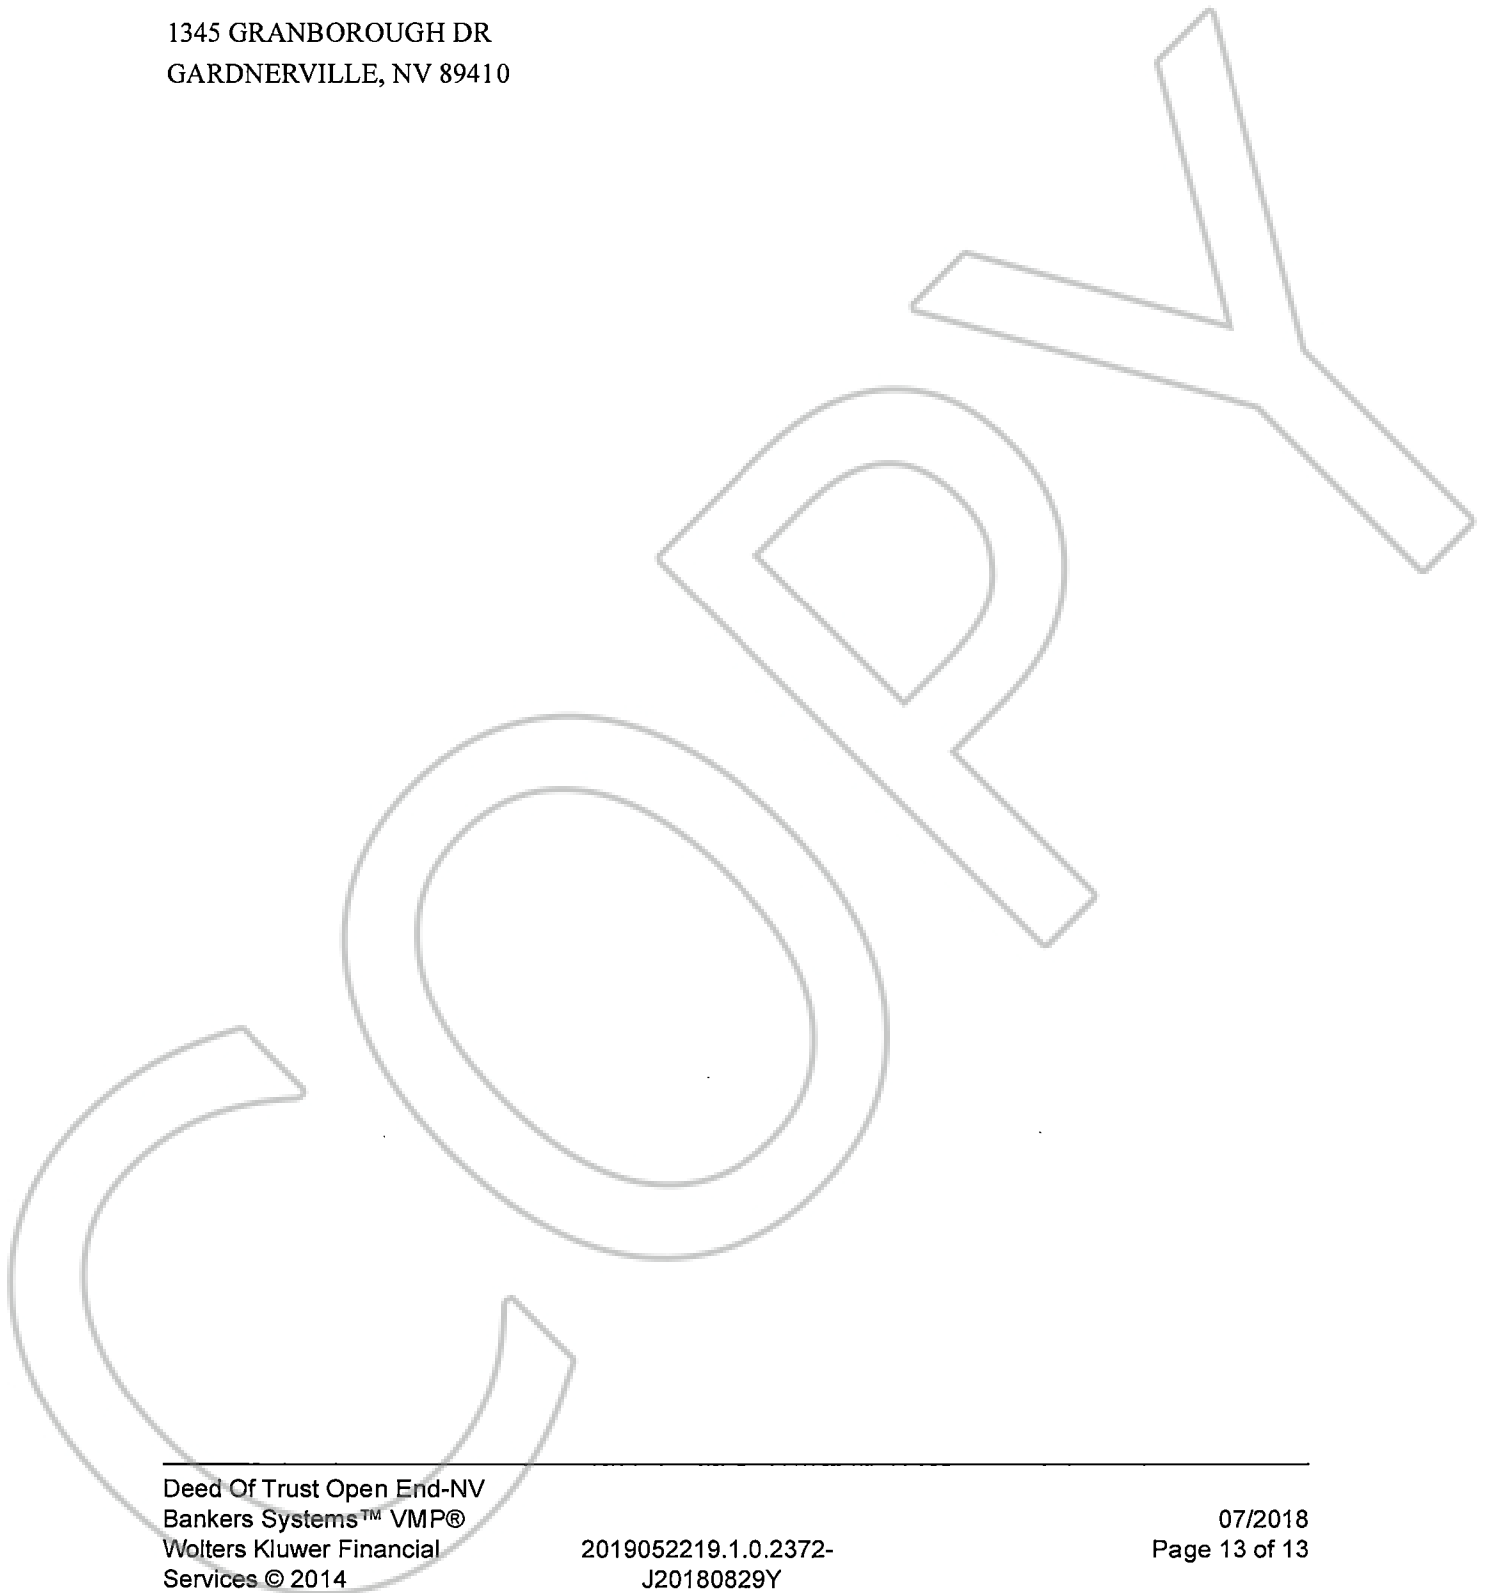 1345 GRANBOROUGH DR
GARDNERVILLE, NV 89410
COPY
Deed Of Trust Open End-NV
Bankers Systems™ VMP®
Wolters Kluwer Financial
Services © 2014
2019052219.1.0.2372-
J20180829Y
07/2018
Page 13 of 13